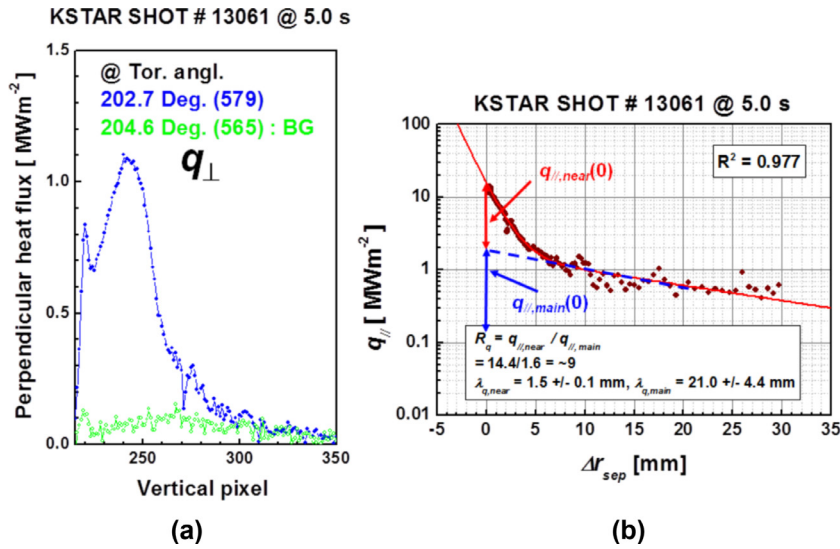 KSTAR SHOT # 13061 @ 5.0 s
1.5
1.0
0.5
0.0
250
300
350
Perpendicular heat flux [ MWm-2 ]
Vertical pixel
@ Tor. angl.
202.7 Deg. (579)
204.6 Deg. (565) : BG
q⊥
(a)
KSTAR SHOT # 13061 @ 5.0 s
100
10
1
0.1
0.01
-5
0
5
10
15
20
25
30
35
q// [ MWm-2 ]
Δrsep [mm]
R2 = 0.977
q//,near(0)
q//,main(0)
Rq = q//,near / q//,main
= 14.4/1.6 = ~9
λq,near = 1.5 +/- 0.1 mm, λq,main = 21.0 +/- 4.4 mm
(b)